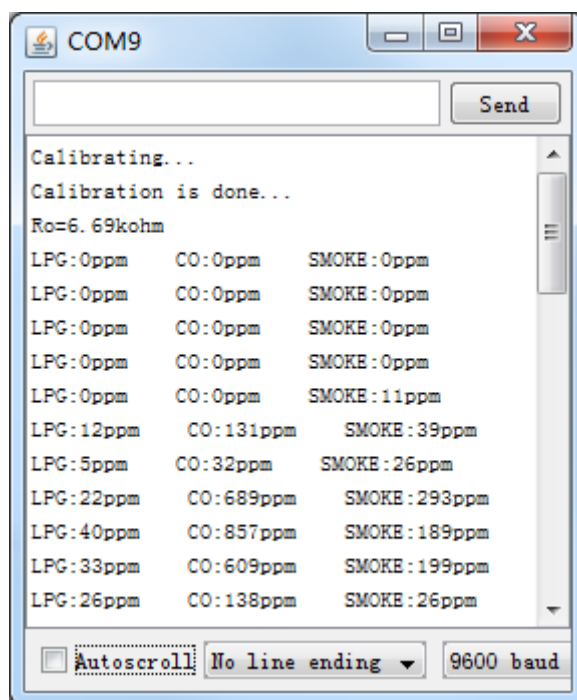 COM9
Send
Calibrating...
Calibration is done...
Ro=6.69kohm
LPG:0ppm CO:0ppm SMOKE:0ppm
LPG:0ppm CO:0ppm SMOKE:0ppm
LPG:0ppm CO:0ppm SMOKE:0ppm
LPG:0ppm CO:0ppm SMOKE:0ppm
LPG:0ppm CO:0ppm SMOKE:11ppm
LPG:12ppm CO:131ppm SMOKE:39ppm
LPG:5ppm CO:32ppm SMOKE:26ppm
LPG:22ppm CO:689ppm SMOKE:293ppm
LPG:40ppm CO:857ppm SMOKE:189ppm
LPG:33ppm CO:609ppm SMOKE:199ppm
LPG:26ppm CO:138ppm SMOKE:26ppm
Autoscroll No line ending 9600 baud